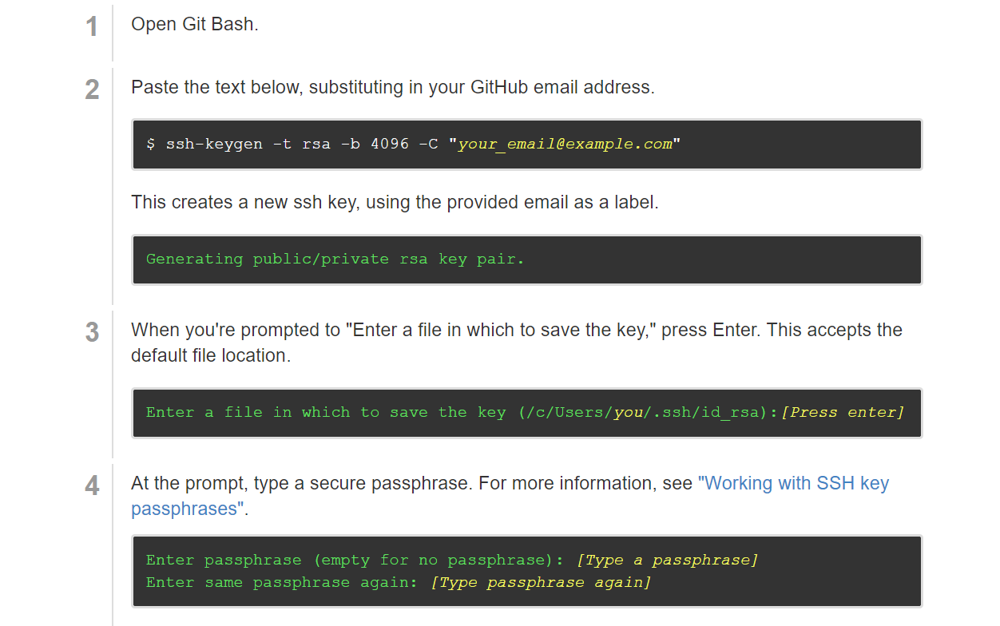 1
Open Git Bash.
2
Paste the text below, substituting in your GitHub email address.
$ ssh-keygen -t rsa -b 4096 -C "your_email@example.com"
This creates a new ssh key, using the provided email as a label.
Generating public/private rsa key pair.
3
When you're prompted to "Enter a file in which to save the key," press Enter. This accepts the
default file location.
Enter a file in which to save the key (/c/Users/you/.ssh/id_rsa):[Press enter]
4
At the prompt, type a secure passphrase. For more information, see "Working with SSH key
passphrases".
Enter passphrase (empty for no passphrase): [Type a passphrase]
Enter same passphrase again: [Type passphrase again]